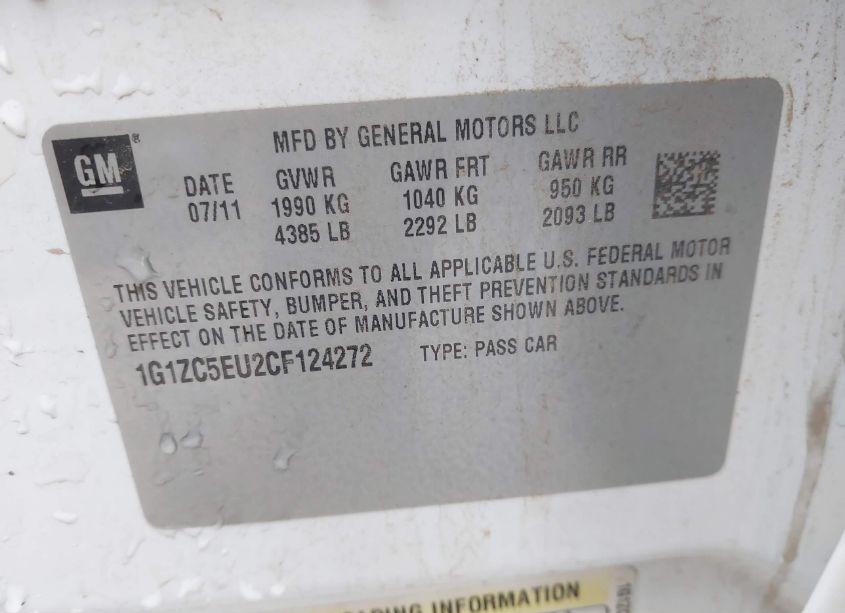 GM
MFD BY GENERAL MOTORS LLC
DATE GVWR GAWR FRT GAWR RR
07/11 1990 KG 1040 KG 950 KG
4385 LB 2292 LB 2093 LB
THIS VEHICLE CONFORMS TO ALL APPLICABLE U.S. FEDERAL MOTOR
VEHICLE SAFETY, BUMPER, AND THEFT PREVENTION STANDARDS IN
EFFECT ON THE DATE OF MANUFACTURE SHOWN ABOVE.
1G1ZC5EU2CF124272 TYPE: PASS CAR
INFORMATION